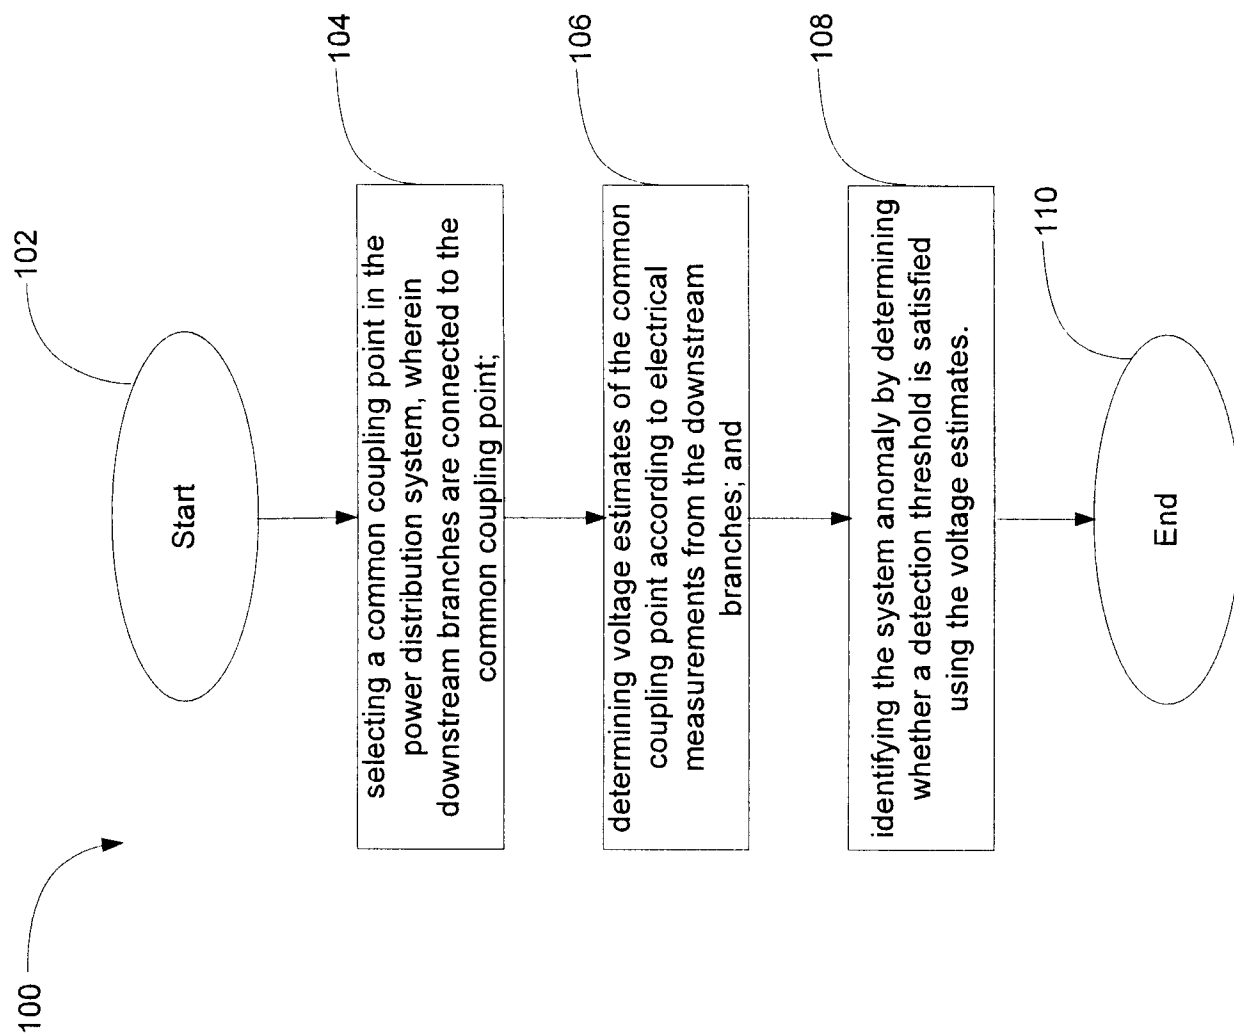 100
102
Start
104
selecting a common coupling point in the
power distribution system, wherein
downstream branches are connected to the
common coupling point;
106
determining voltage estimates of the common
coupling point according to electrical
measurements from the downstream
branches; and
108
identifying the system anomaly by determining
whether a detection threshold is satisfied
using the voltage estimates.
110
End